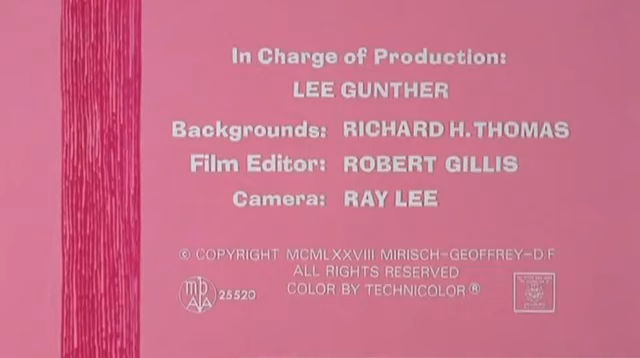 In Charge of Production:
LEE GUNTHER
Backgrounds: RICHARD H. THOMAS
Film Editor: ROBERT GILLIS
Camera: RAY LEE
© COPYRIGHT MCMLXXVIII MIRISCH-GEOFFREY-D F
ALL RIGHTS RESERVED
COLOR BY TECHNICOLOR®
MPAA 25520